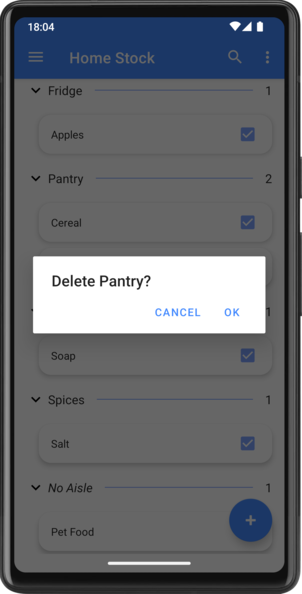 18:04
Home Stock
Fridge 1
Apples
Pantry 2
Cereal
Delete Pantry?
CANCEL OK
1
Soap
Spices 1
Salt
No Aisle 1
Pet Food
+